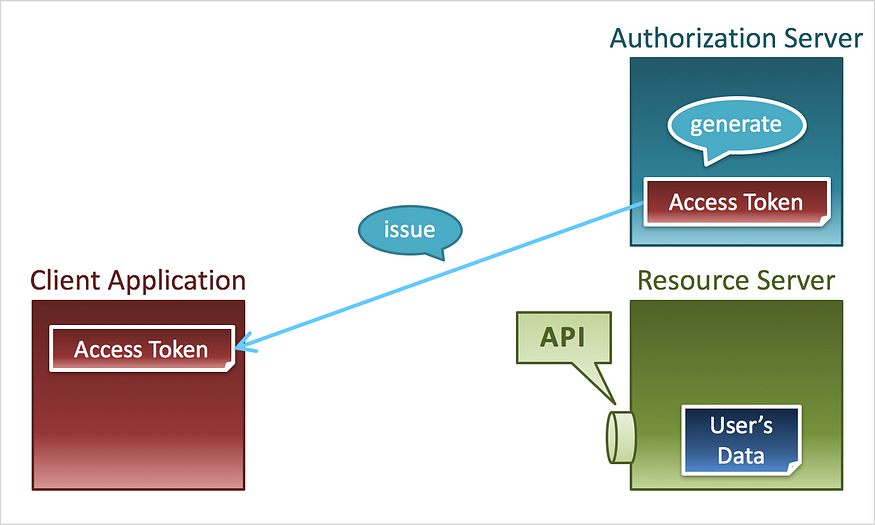 Authorization Server
generate
Access Token
issue
Client Application
Access Token
Resource Server
API
User’s
Data